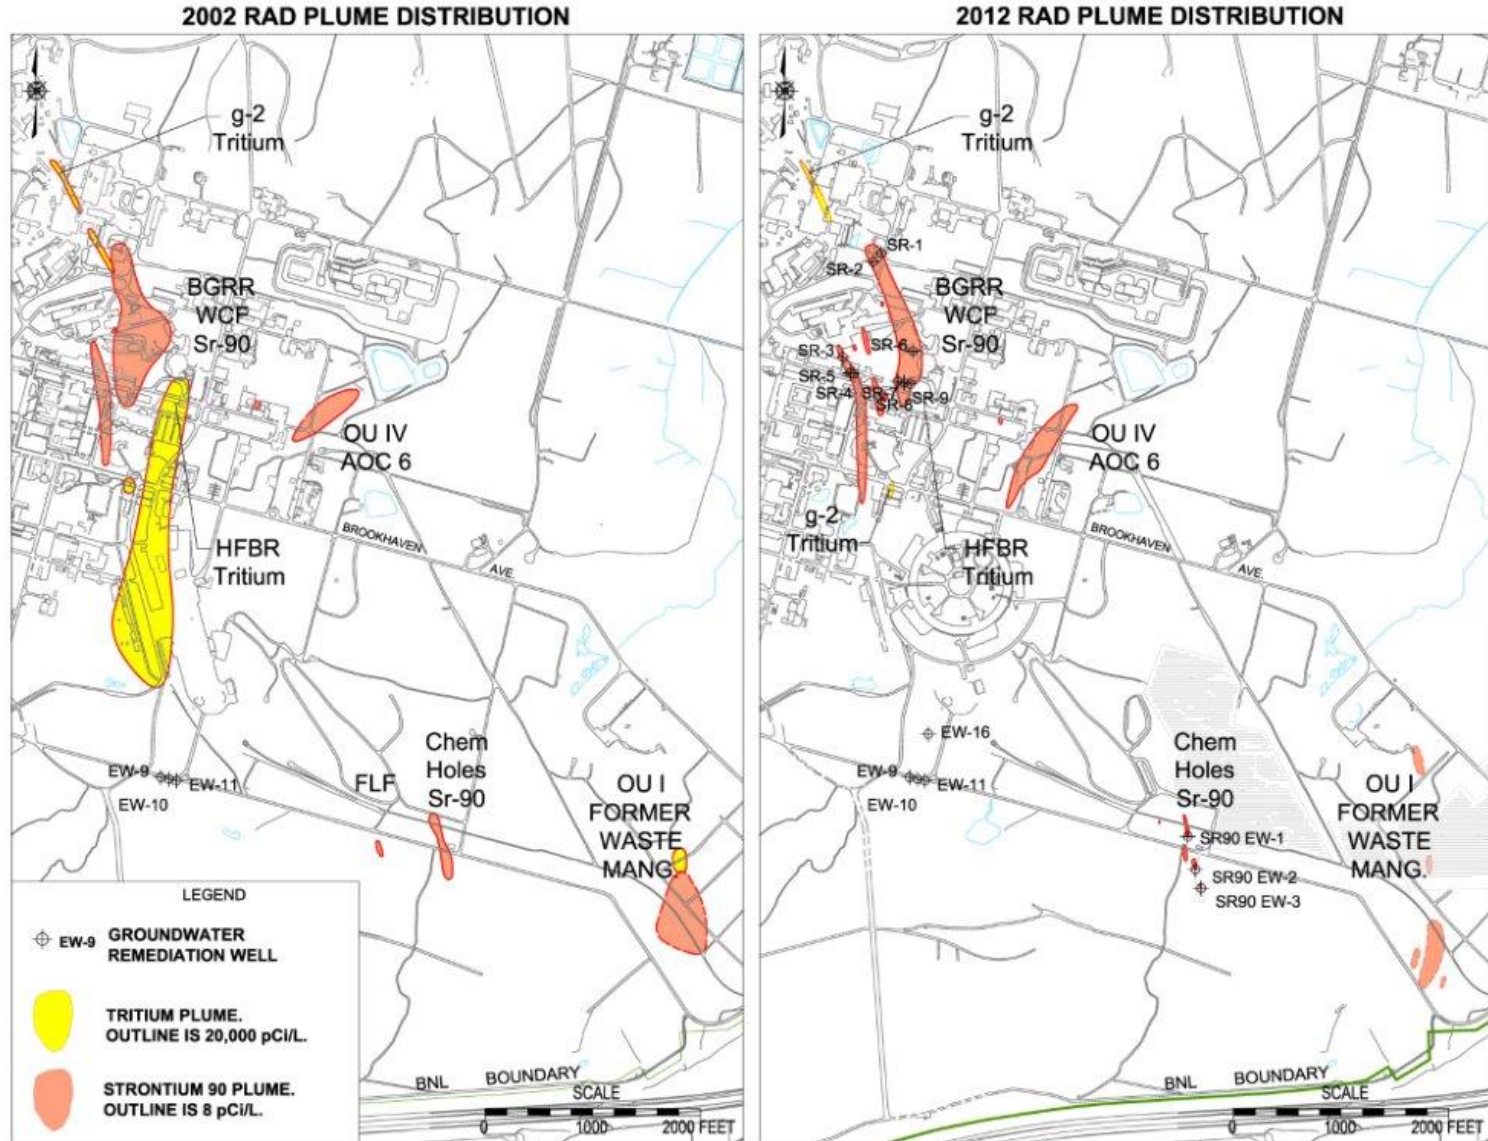 2002 RAD PLUME DISTRIBUTION
g-2
Tritium
BGRR
WCF
Sr-90
OU IV
AOC 6
BROOKHAVEN
AVE.
HFBR
Tritium
EW-9
EW-11
EW-10
FLF
Chem
Holes
Sr-90
OU I
FORMER
WASTE
MANG.
LEGEND
EW-9
GROUNDWATER
REMEDIATION WELL
TRITIUM PLUME.
OUTLINE IS 20,000 pCi/L.
STRONTIUM 90 PLUME.
OUTLINE IS 8 pCi/L.
BNL BOUNDARY
SCALE
0 1000 2000 FEET
2012 RAD PLUME DISTRIBUTION
g-2
Tritium
SR-1
SR-2
BGRR
WCF
Sr-90
SR-3
SR-6
SR-5
SR-4
SR-7
SR-9
SR-8
OU IV
AOC 6
g-2
Tritium
BROOKHAVEN
AVE.
HFBR
Tritium
EW-16
EW-9
EW-11
EW-10
Chem
Holes
Sr-90
SR90 EW-1
SR90 EW-2
SR90 EW-3
OU I
FORMER
WASTE
MANG.
BNL BOUNDARY
SCALE
0 1000 2000 FEET